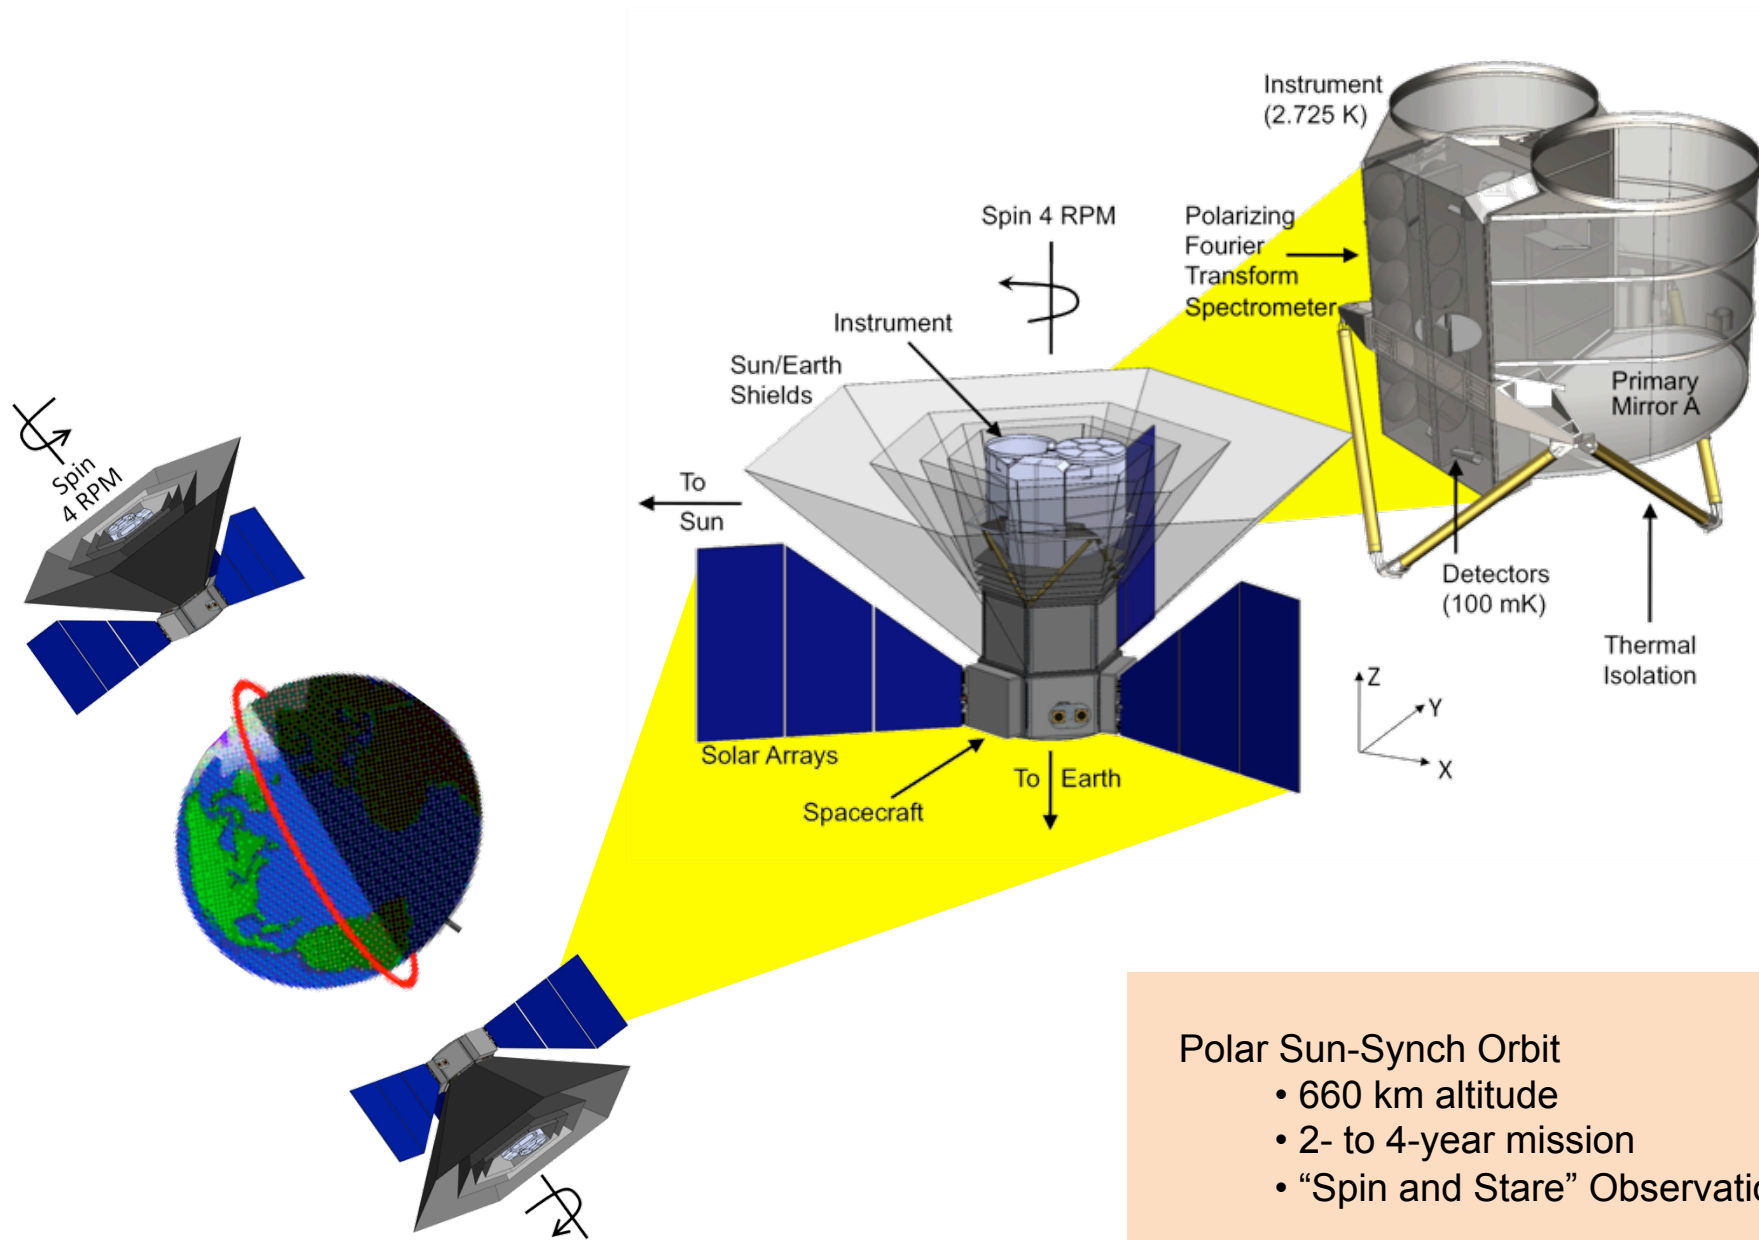 Instrument
(2.725 K)
Spin 4 RPM
Polarizing
Fourier
Transform
Spectrometer
Instrument
Sun/Earth
Shields
Primary
Mirror A
Spin
4 RPM
To
Sun
Detectors
(100 mK)
Thermal
Isolation
Z
Y
X
Solar Arrays
To Earth
Spacecraft
Polar Sun-Synch Orbit
• 660 km altitude
• 2- to 4-year mission
• “Spin and Stare” Observatio